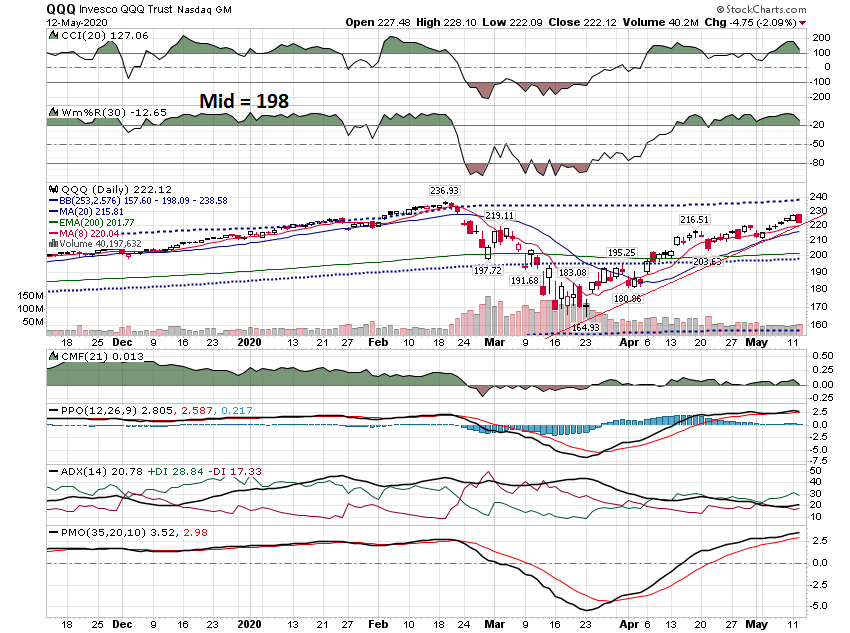 QQQ Invesco QQQ Trust Nasdaq GM
© StockCharts.com
12-May-2020
Open 227.48 High 228.10 Low 222.09 Close 222.12 Volume 40.2M Chg -4.75 (-2.09%)
CCI(20) 127.06
200
100
0
-100
-200
Mid = 198
Wm%R(30) -12.65
-20
-50
-80
QQQ (Daily) 222.12
BB(253,2.576) 157.60 - 198.09 - 238.58
MA(20) 215.81
EMA(200) 201.77
MA(8) 220.04
Volume 40,197,632
236.93
219.11
197.72
191.68
183.08
164.93
195.25
180.86
216.51
203.63
240
230
220
210
200
190
180
170
160
150M
100M
50M
18 25 Dec 9 16 23 2020 13 21 27 Feb 10 18 24 Mar 9 16 23 Apr 6 13 20 27 May 11
CMF(21) 0.013
0.50
0.25
0.00
-0.25
PPO(12,26,9) 2.805, 2.587, 0.217
2.5
0.0
-2.5
-5.0
-7.5
ADX(14) 20.78 +DI 28.84 -DI 17.33
50
40
30
20
10
PMO(35,20,10) 3.52, 2.98
2.5
0.0
-2.5
-5.0
18 25 Dec 9 16 23 2020 13 21 27 Feb 10 18 24 Mar 9 16 23 Apr 6 13 20 27 May 11